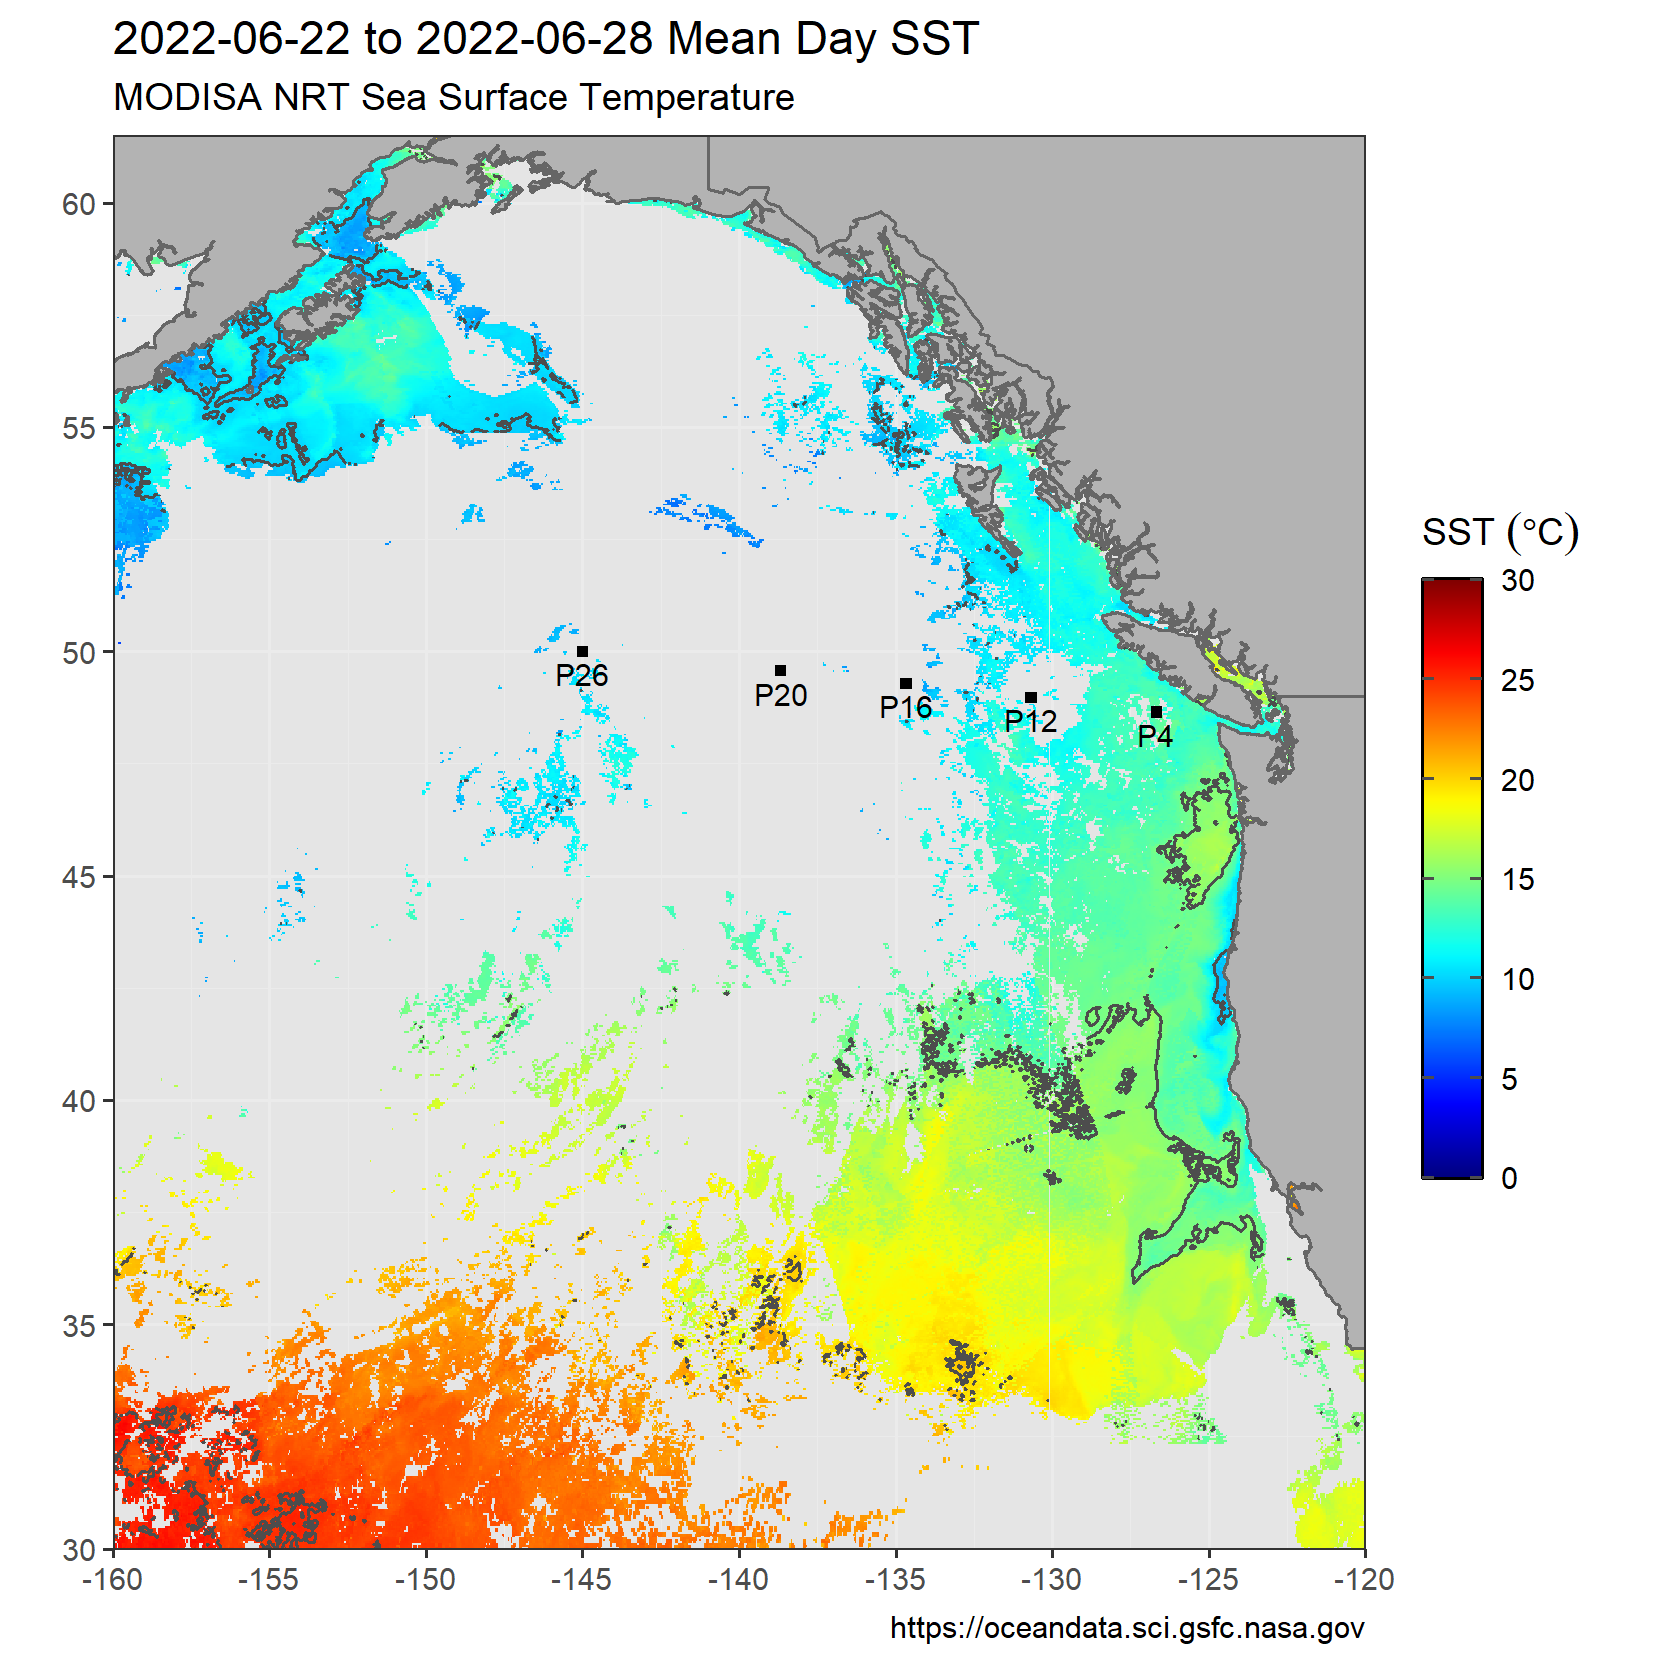 2022-06-22 to 2022-06-28 Mean Day SST
MODISA NRT Sea Surface Temperature
60
55
50
45
40
35
30
-160
-155
-150
-145
-140
-135
-130
-125
-120
P26
P20
P16
P12
P4
SST (°C)
30
25
20
15
10
5
0
https://oceandata.sci.gsfc.nasa.gov